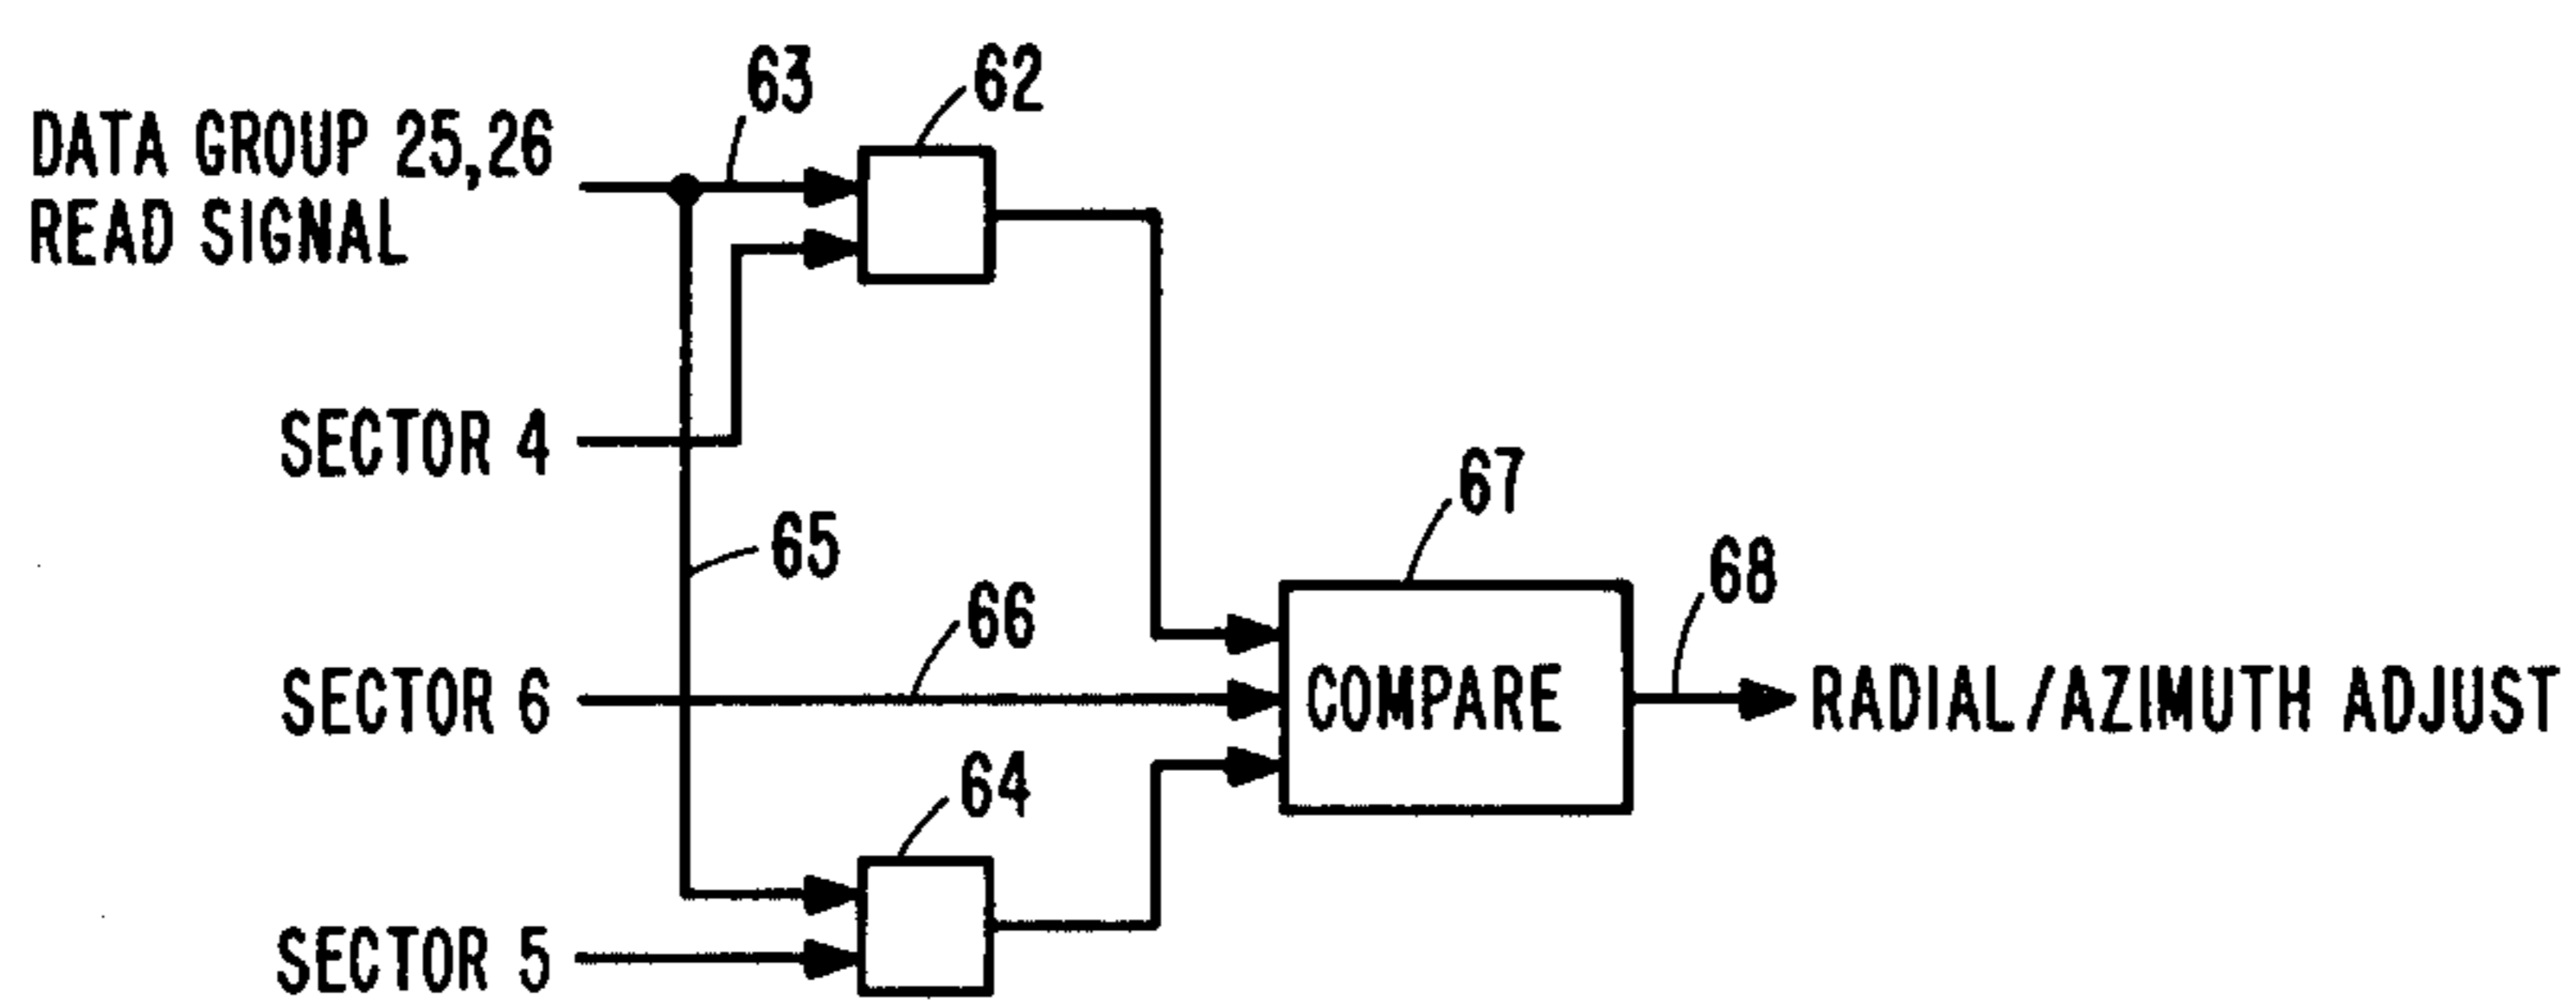 63
62
DATA GROUP 25,26
READ SIGNAL
SECTOR 4
67
65
68
66
SECTOR 6
COMPARE
RADIAL/AZIMUTH ADJUST
64
SECTOR 5